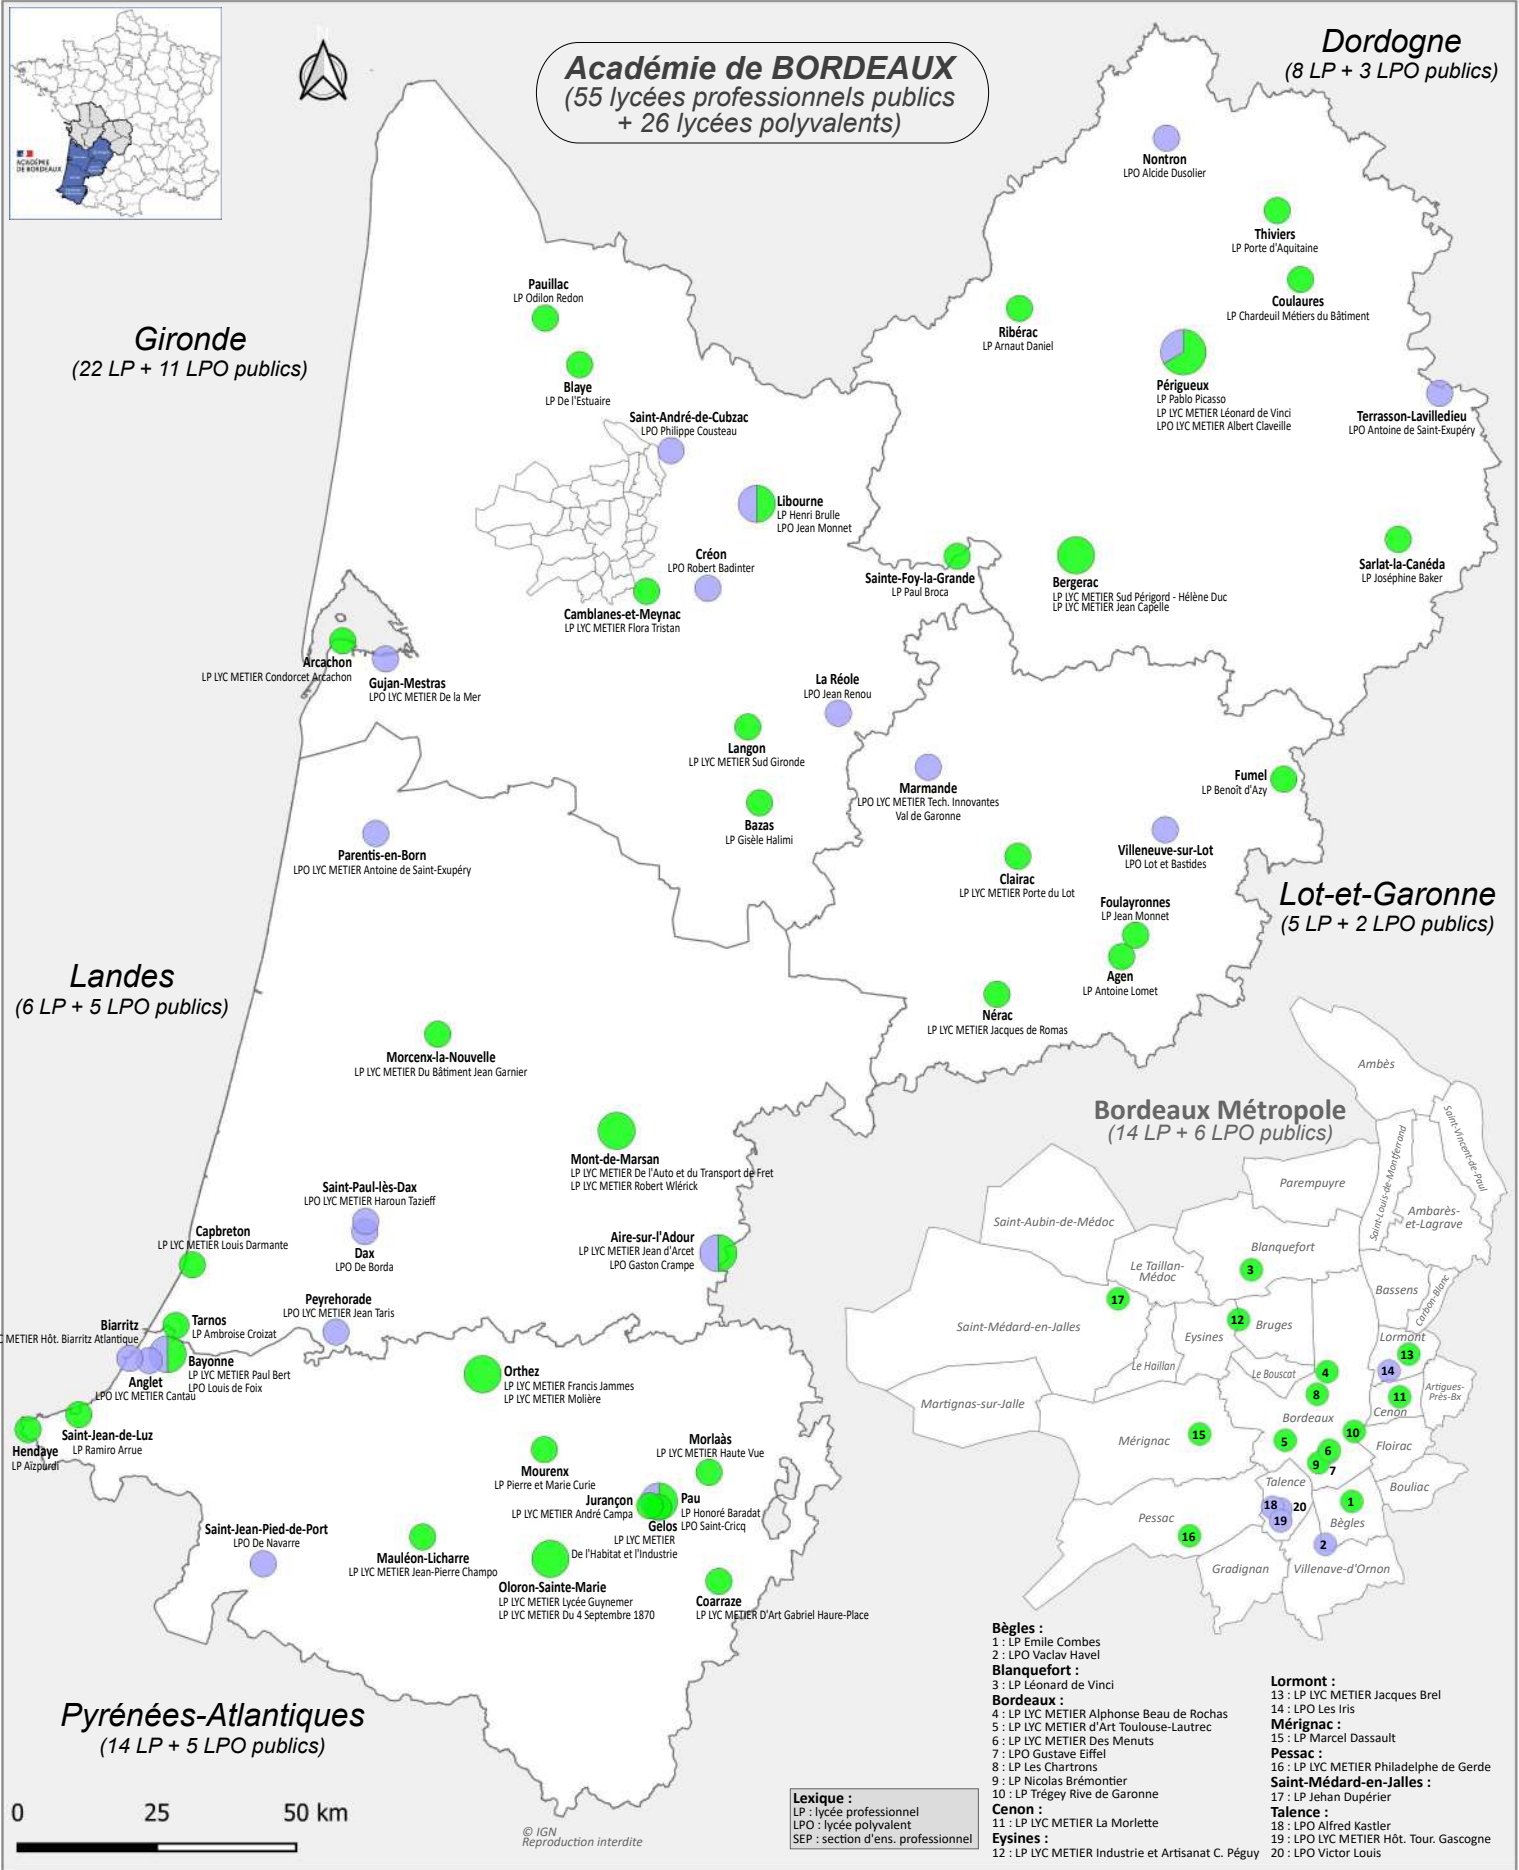 ACADÉMIE
DE BORDEAUX
Académie de BORDEAUX
(55 lycées professionnels publics
+ 26 lycées polyvalents)
Dordogne
(8 LP + 3 LPO publics)
Nontron
LPO Alcide Dusolier
Thiviers
LP Porte d'Aquitaine
Coulaures
LP Chardeuil Métiers du Bâtiment
Ribérac
LP Arnaut Daniel
Périgueux
LP Pablo Picasso
LP LYC METIER Léonard de Vinci
LPO LYC METIER Albert Claveille
Terrasson-Lavilledieu
LPO Antoine de Saint-Exupéry
Sarlat-la-Canéda
LP Joséphine Baker
Bergerac
LP LYC METIER Sud Périgord - Hélène Duc
LP LYC METIER Jean Capelle
Gironde
(22 LP + 11 LPO publics)
Pauillac
LP Odilon Redon
Blaye
LP De l'Estuaire
Saint-André-de-Cubzac
LPO Philippe Cousteau
Libourne
LP Henri Brulle
LPO Jean Monnet
Créon
LPO Robert Badinter
Camblanes-et-Meynac
LP LYC METIER Flora Tristan
Sainte-Foy-la-Grande
LP Paul Broca
Arcachon
LP LYC METIER Condorcet Arcachon
Gujan-Mestras
LPO LYC METIER De la Mer
La Réole
LPO Jean Renou
Langon
LP LYC METIER Sud Gironde
Bazas
LP Gisèle Halimi
Marmande
LPO LYC METIER Tech. Innovantes
Val de Garonne
Fumel
LP Benoît d'Azy
Villeneuve-sur-Lot
LPO Lot et Bastides
Clairac
LP LYC METIER Porte du Lot
Foulayronnes
LP Jean Monnet
Agen
LP Antoine Lomet
Nérac
LP LYC METIER Jacques de Romas
Lot-et-Garonne
(5 LP + 2 LPO publics)
Landes
(6 LP + 5 LPO publics)
Parentis-en-Born
LPO LYC METIER Antoine de Saint-Exupéry
Morcenx-la-Nouvelle
LP LYC METIER Du Bâtiment Jean Garnier
Mont-de-Marsan
LP LYC METIER De l'Auto et du Transport de Fret
LP LYC METIER Robert Wlérick
Saint-Paul-lès-Dax
LPO LYC METIER Haroun Tazieff
Dax
LPO De Borda
Capbreton
LP LYC METIER Louis Darmante
Aire-sur-l'Adour
LP LYC METIER Jean d'Arcet
LPO Gaston Crampe
Peyrehorade
LPO LYC METIER Jean Taris
Tarnos
LP Ambroise Croizat
Biarritz
METIER Hôt. Biarritz Atlantique
Bayonne
LP LYC METIER Paul Bert
LPO Louis de Foix
Anglet
LPO LYC METIER Cantau
Saint-Jean-de-Luz
LP Ramiro Arrue
Hendaye
LP Aïzpurdi
Orthez
LP LYC METIER Francis Jammes
LP LYC METIER Molière
Mourenx
LP Pierre et Marie Curie
Morlaàs
LP LYC METIER Haute Vue
Jurançon
LP LYC METIER André Campa
Pau
LP Honoré Baradat
LPO Saint-Cricq
Gelos
LP LYC METIER
De l'Habitat et l'Industrie
Saint-Jean-Pied-de-Port
LPO De Navarre
Mauléon-Licharre
LP LYC METIER Jean-Pierre Champo
Oloron-Sainte-Marie
LP LYC METIER Lycée Guynemer
LP LYC METIER Du 4 Septembre 1870
Coarraze
LP LYC METIER D'Art Gabriel Haure-Place
Pyrénées-Atlantiques
(14 LP + 5 LPO publics)
0 25 50 km
© IGN
Reproduction interdite
Lexique :
LP : lycée professionnel
LPO : lycée polyvalent
SEP : section d'ens. professionnel
Bordeaux Métropole
(14 LP + 6 LPO publics)
Ambès
Saint-Vincent-de-Paul
Saint-Louis-de-Montferrand
Parempuyre
Ambarès-
et-Lagrave
Saint-Aubin-de-Médoc
Blanquefort
3
Le Taillan-
Médoc
Bassens
Carbon-Blanc
17
Saint-Médard-en-Jalles
12
Bruges
Eysines
Lormont
13
14
Le Haillan
Le Bouscat
4
8
11
Cenon
Artigues-
Près-Bx
Martignas-sur-Jalle
Mérignac
15
Bordeaux
5
10
6
9
7
Floirac
Talence
18
20
19
1
Bègles
Bouliac
Pessac
16
2
Gradignan
Villenave-d'Ornon
Bègles :
1 : LP Emile Combes
2 : LPO Vaclav Havel
Blanquefort :
3 : LP Léonard de Vinci
Bordeaux :
4 : LP LYC METIER Alphonse Beau de Rochas
5 : LP LYC METIER d'Art Toulouse-Lautrec
6 : LP LYC METIER Des Menuts
7 : LPO Gustave Eiffel
8 : LP Les Chartrons
9 : LP Nicolas Brémontier
10 : LP Trégey Rive de Garonne
Cenon :
11 : LP LYC METIER La Morlette
Eysines :
12 : LP LYC METIER Industrie et Artisanat C. Péguy
Lormont :
13 : LP LYC METIER Jacques Brel
14 : LPO Les Iris
Mérignac :
15 : LP Marcel Dassault
Pessac :
16 : LP LYC METIER Philadelphe de Gerde
Saint-Médard-en-Jalles :
17 : LP Jehan Dupérier
Talence :
18 : LPO Alfred Kastler
19 : LPO LYC METIER Hôt. Tour. Gascogne
20 : LPO Victor Louis